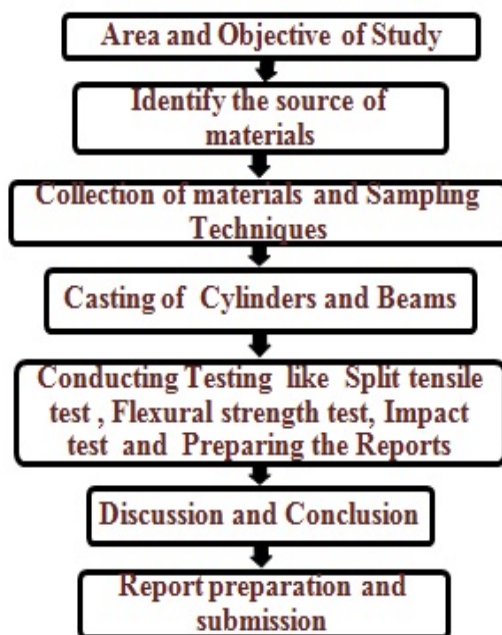 Area and Objective of Study
Identify the source of
materials
Collection of materials and Sampling
Techniques
Casting of Cylinders and Beams
Conducting Testing like Split tensile
test , Flexural strength test, Impact
test and Preparing the Reports
Discussion and Conclusion
Report preparation and
submission